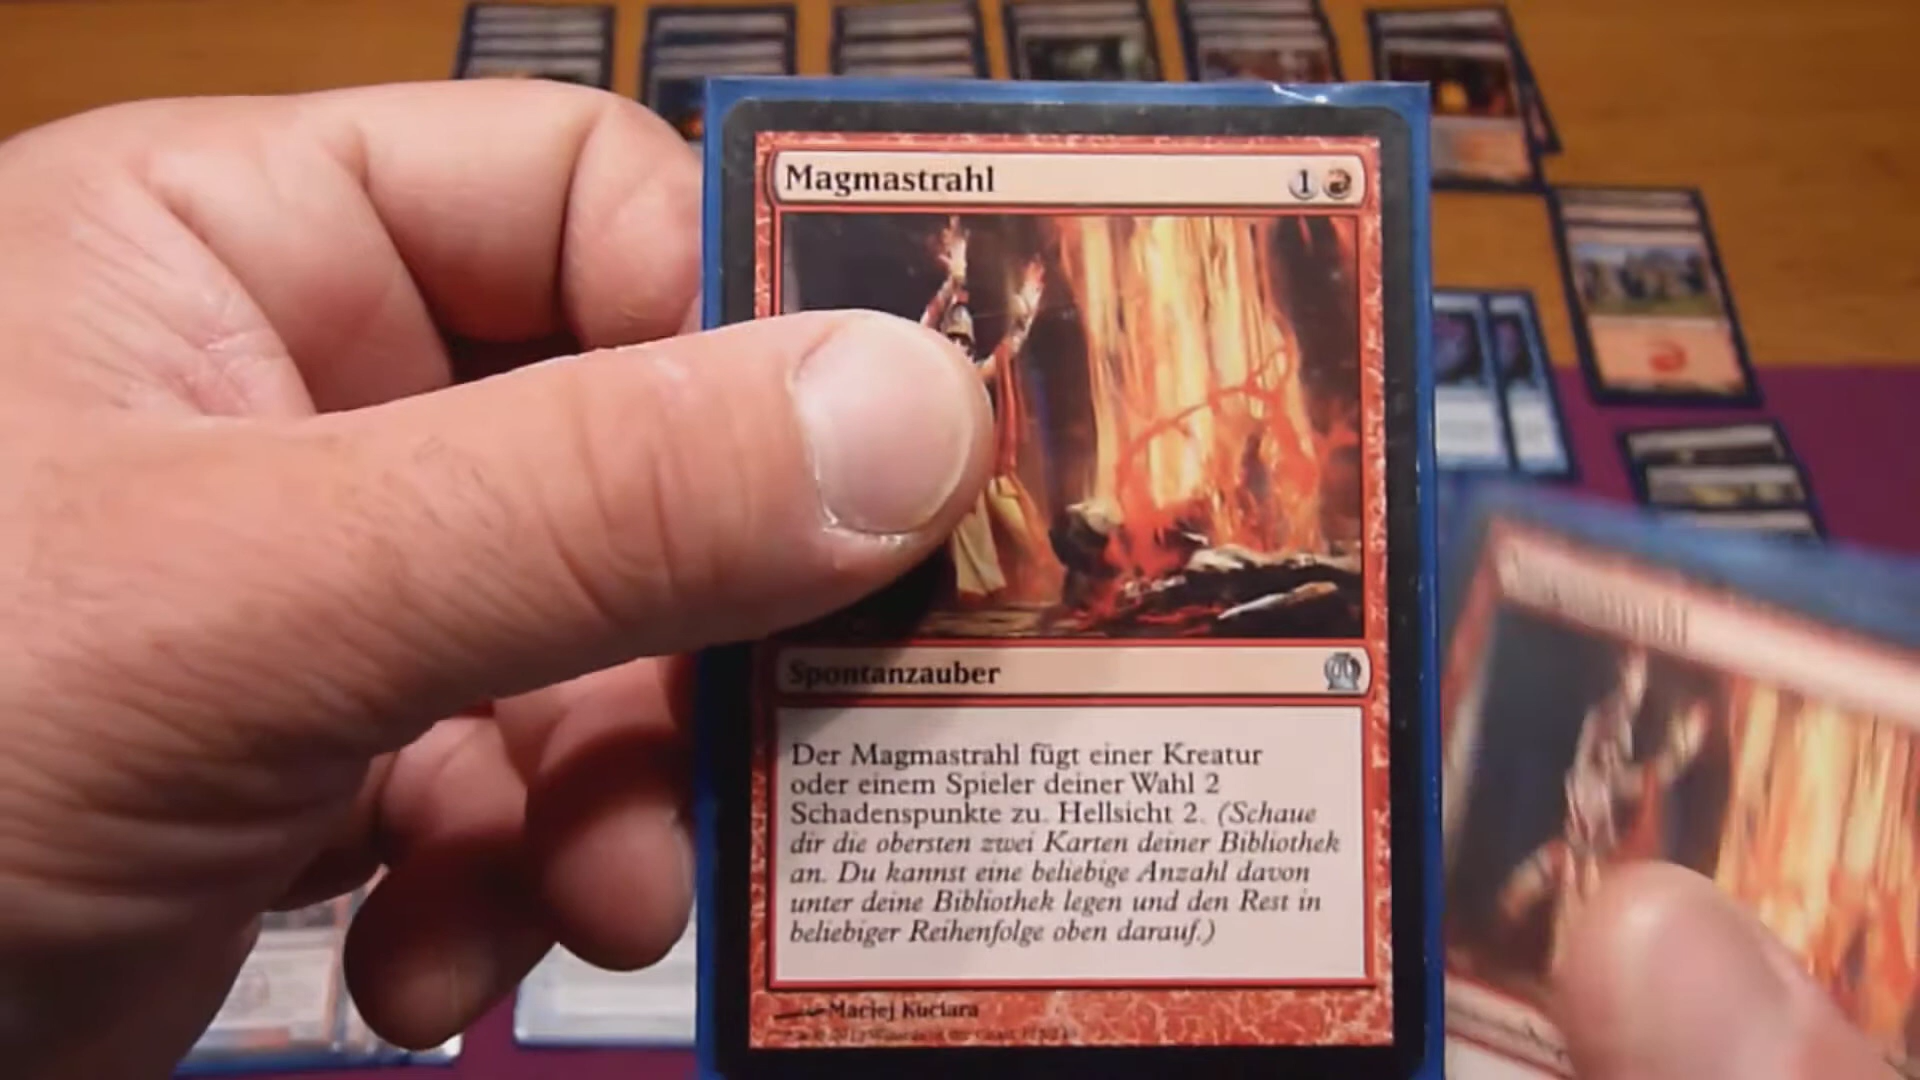 Magmastrahl 1
Spontanzauber
Der Magmastrahl fügt einer Kreatur
oder einem Spieler deiner Wahl 2
Schadenspunkte zu. Hellsicht 2. (Schaue
dir die obersten zwei Karten deiner Bibliothek
an. Du kannst eine beliebige Anzahl davon
unter deine Bibliothek legen und den Rest in
beliebiger Reihenfolge oben darauf.)
Maciej Kuciara